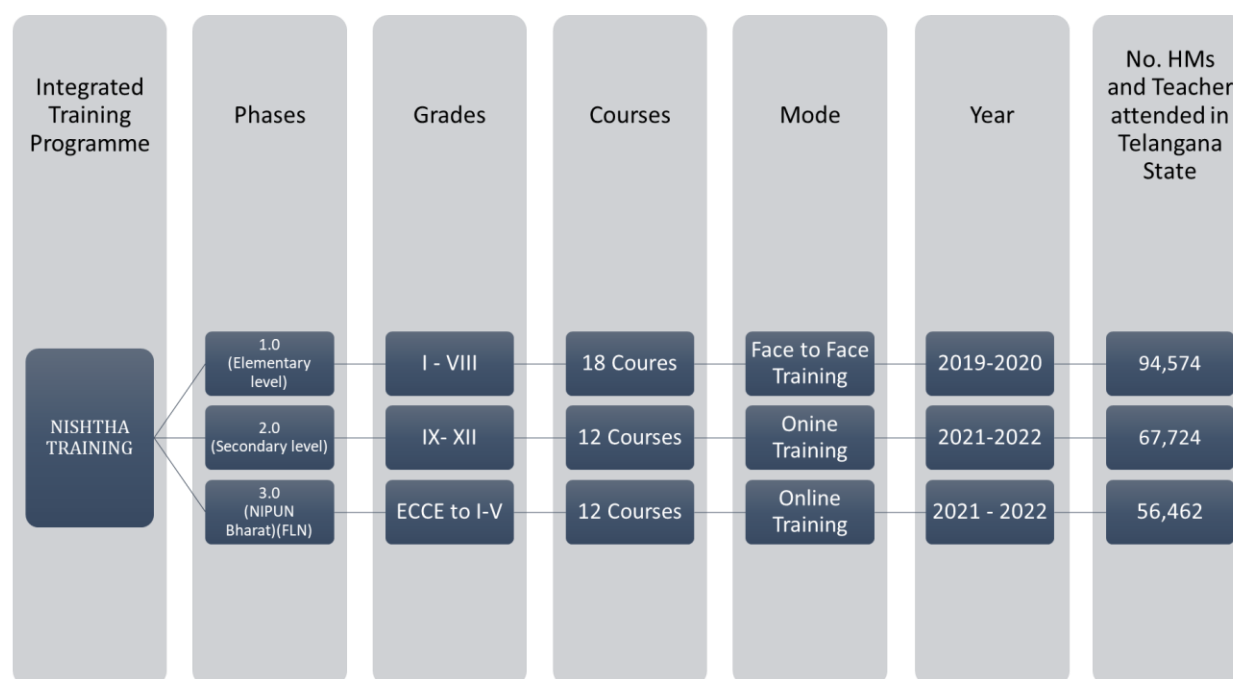 Integrated
Training
Programme
Phases
Grades
Courses
Mode
Year
No. HMs
and Teacher
attended in
Telangana
State
NISHTHA
TRAINING
1.0
(Elementary
level)
I - VIII
18 Coures
Face to Face
Training
2019-2020
94,574
2.0
(Secondary level)
IX- XII
12 Courses
Onine
Training
2021-2022
67,724
3.0
(NIPUN
Bharat)(FLN)
ECCE to I-V
12 Courses
Online
Training
2021 - 2022
56,462